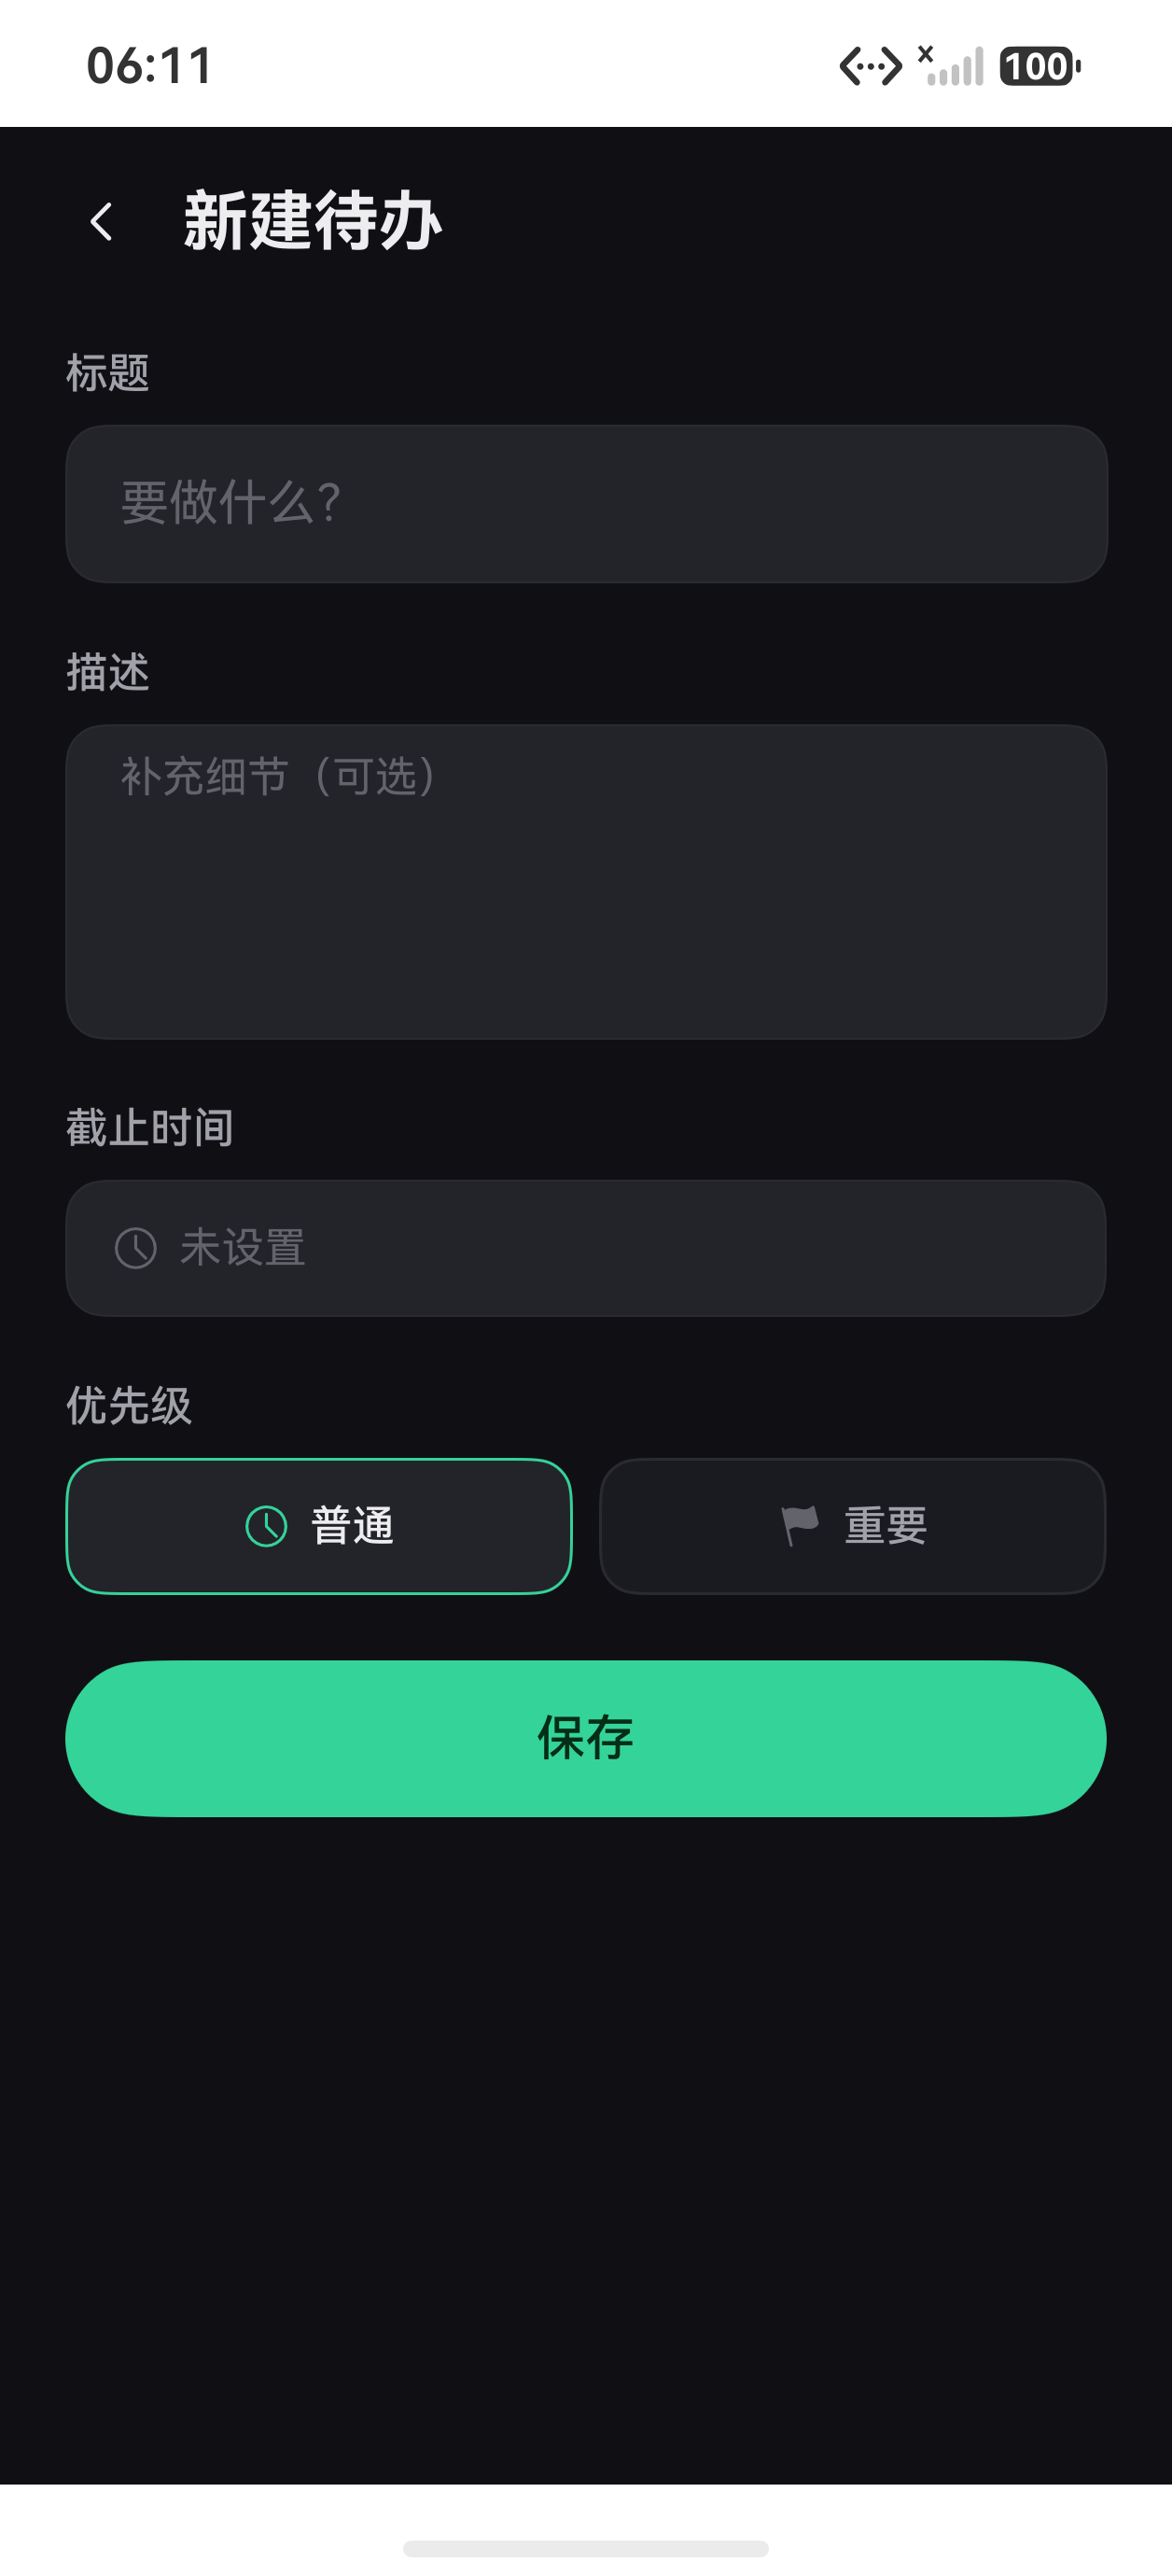 06:11
100
新建待办
标题
要做什么？
描述
补充细节（可选）
截止时间
未设置
优先级
普通
重要
保存